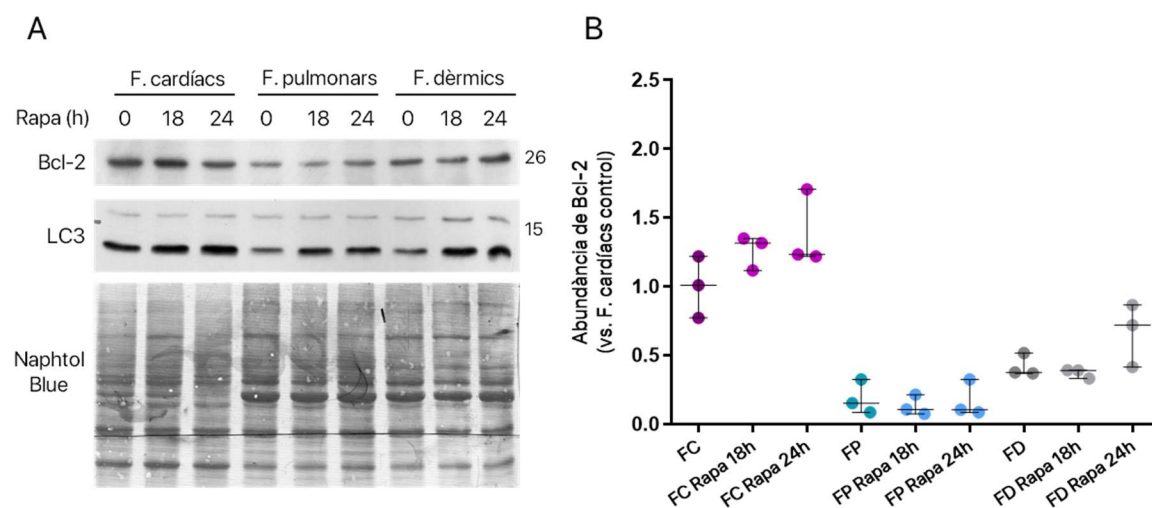 A
F. cardíacs F. pulmonars F. dèrmics
Rapa (h) 0 18 24 0 18 24 0 18 24
Bcl-2 26
LC3 15
Naphtol
Blue
B
Abundància de Bcl-2
(vs. F. cardíacs control)
2.5
2.0
1.5
1.0
0.5
0.0
FC
FC Rapa 18h
FC Rapa 24h
FP
FP Rapa 18h
FP Rapa 24h
FD
FD Rapa 18h
FD Rapa 24h